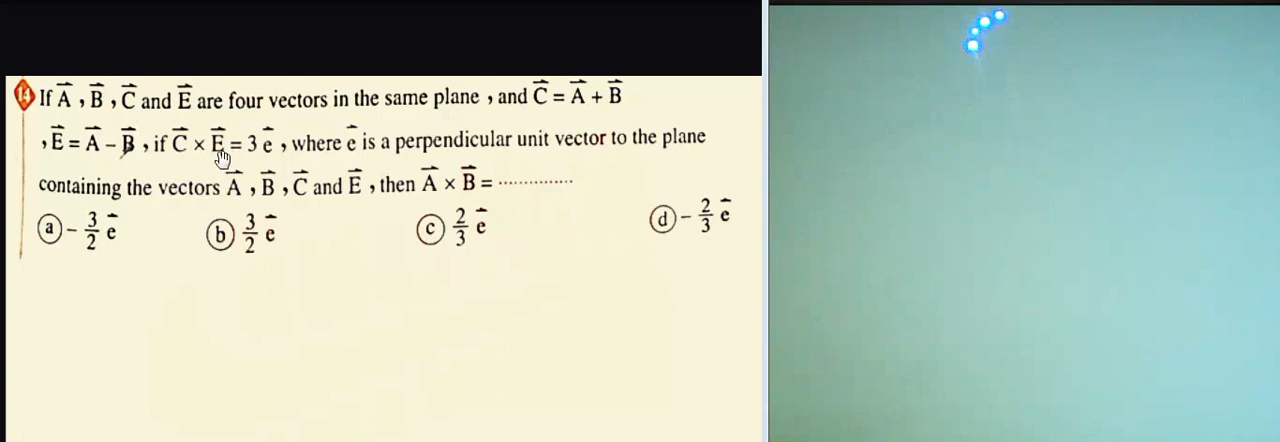 14 If A⃗ , B⃗ , C⃗ and E⃗ are four vectors in the same plane , and C⃗ = A⃗ + B⃗
, E⃗ = A⃗ − B⃗ , if C⃗ × E⃗ = 3 e⃗ , where e⃗ is a perpendicular unit vector to the plane
containing the vectors A⃗ , B⃗ , C⃗ and E⃗ , then A⃗ × B⃗ = ··············
(a) − 3/2 e⃗ (b) 3/2 e⃗ (c) 2/3 e⃗ (d) − 2/3 e⃗